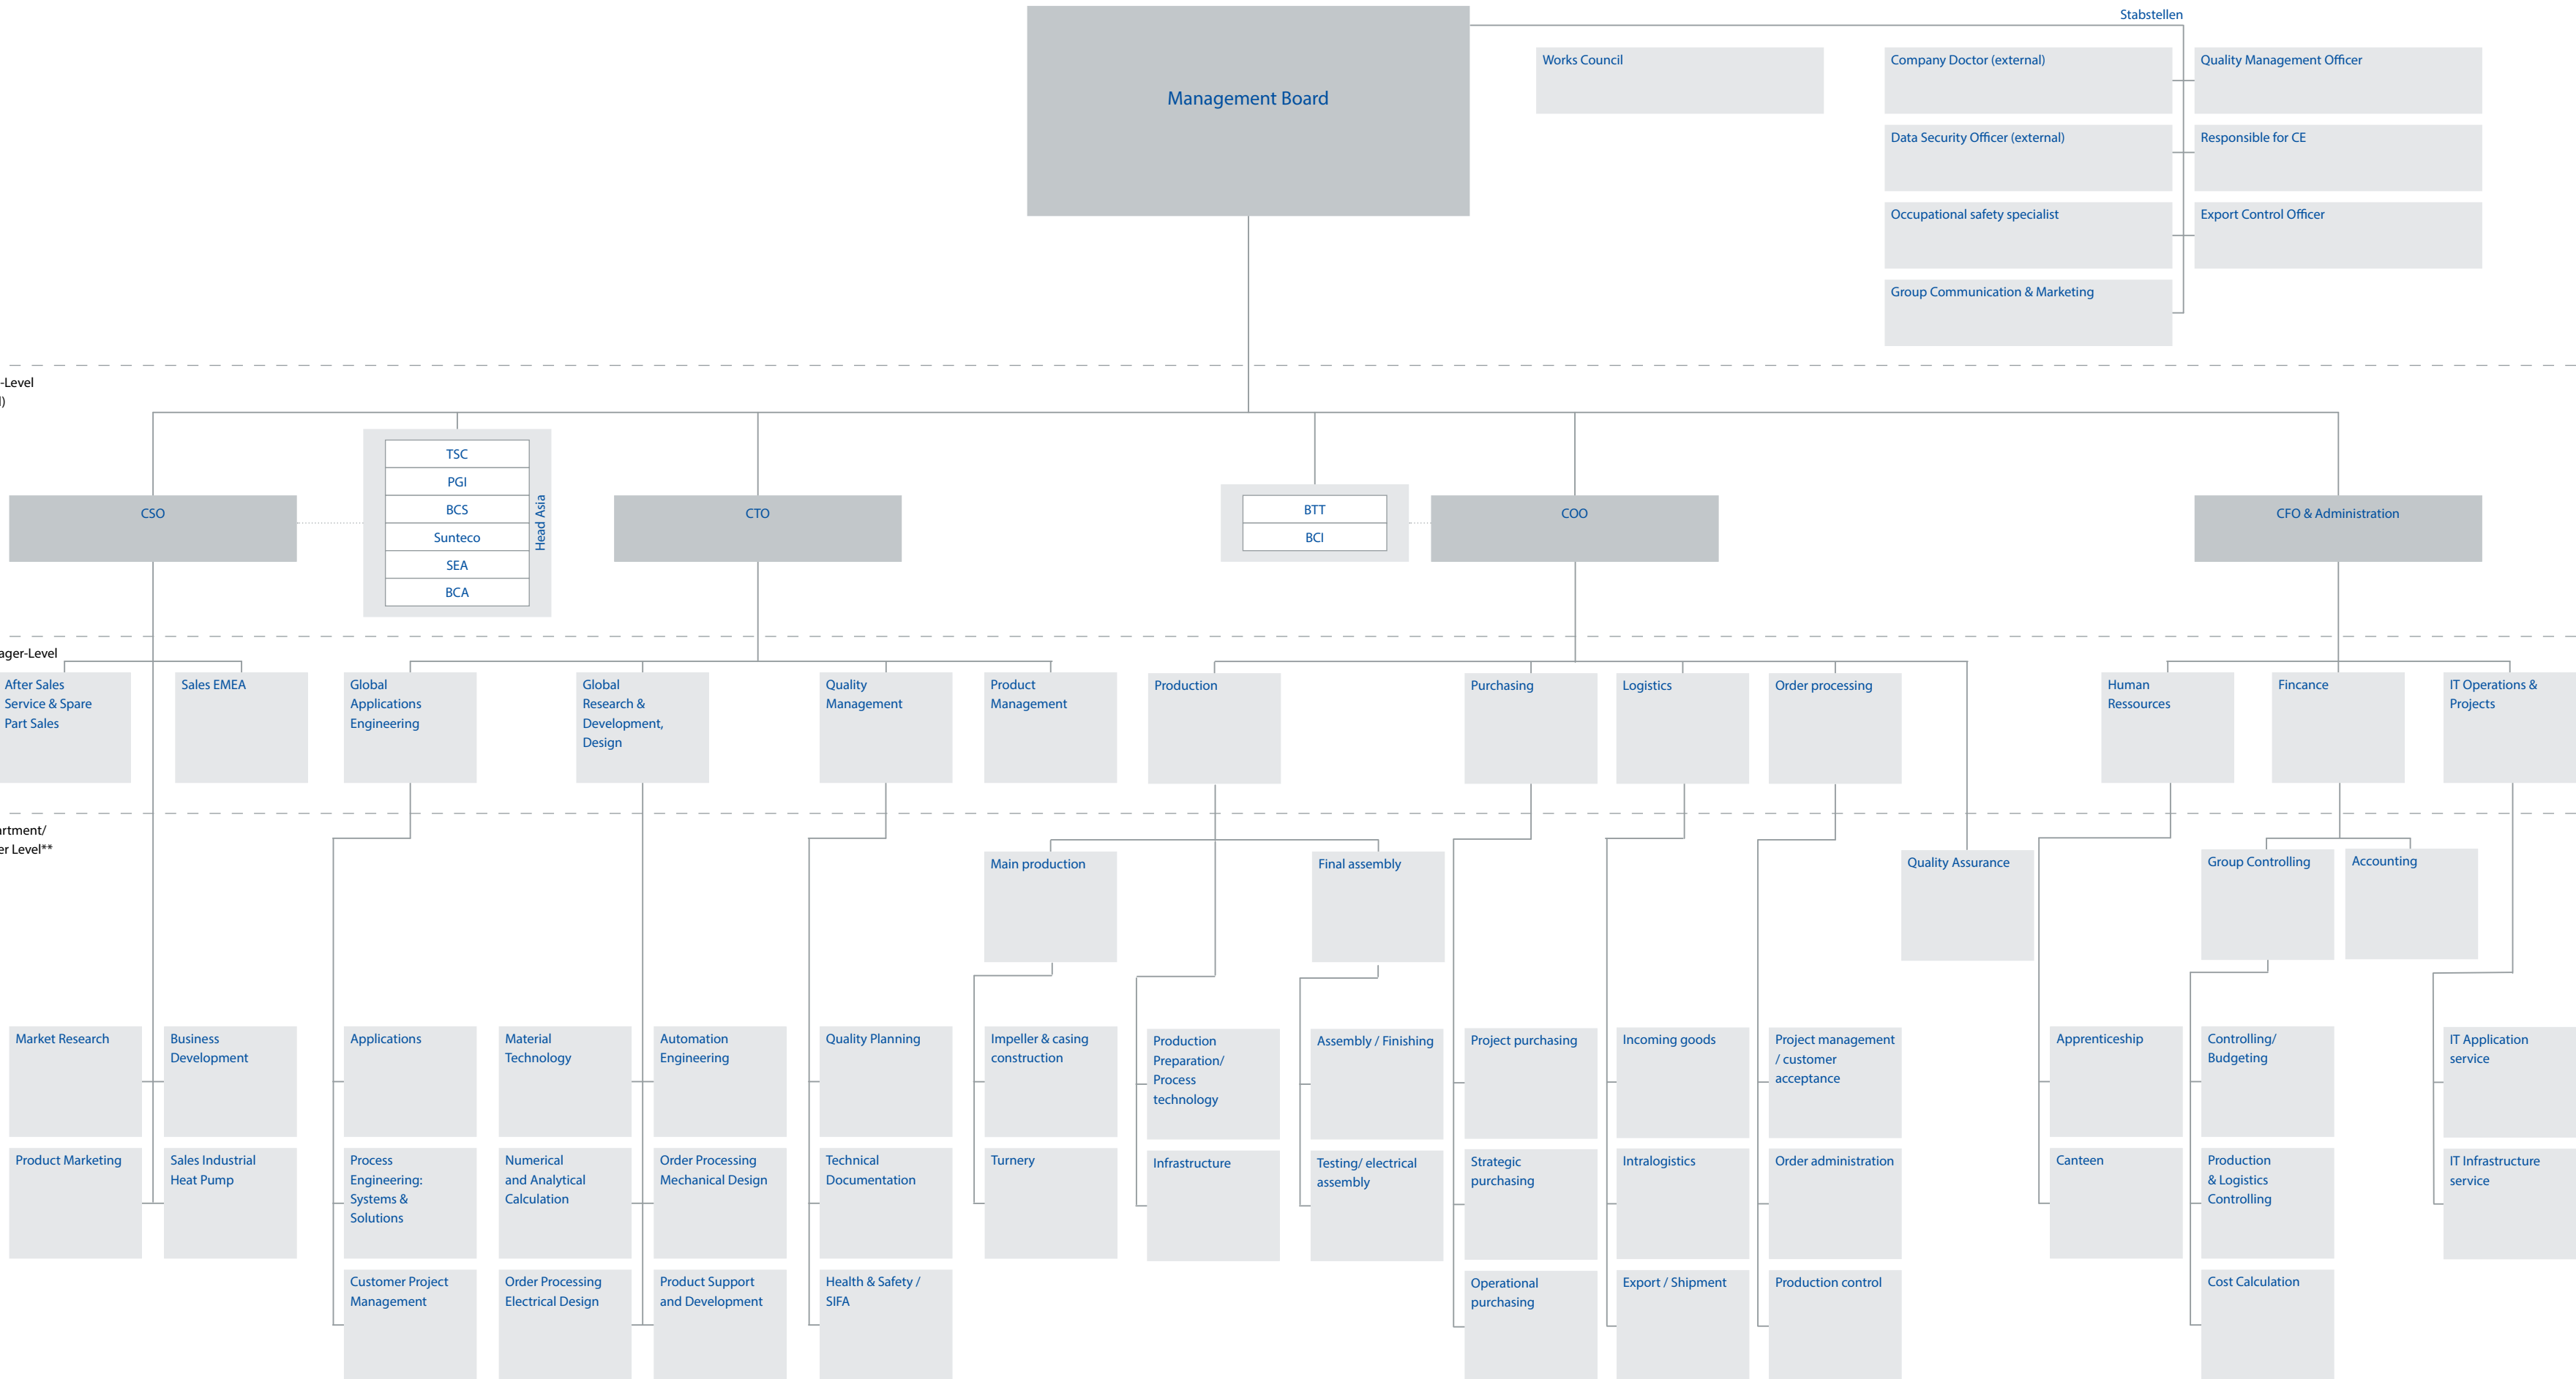 Stabstellen
Management Board
Works Council
Company Doctor (external)
Quality Management Officer
Data Security Officer (external)
Responsible for CE
Occupational safety specialist
Export Control Officer
Group Communication & Marketing
-Level
)
CSO
TSC
PGI
BCS
Sunteco
SEA
BCA
Head Asia
CTO
BTT
BCI
COO
CFO & Administration
ager-Level
After Sales
Service & Spare
Part Sales
Sales EMEA
Global
Applications
Engineering
Global
Research &
Development,
Design
Quality
Management
Product
Management
Production
Purchasing
Logistics
Order processing
Human
Ressources
Fincance
IT Operations &
Projects
artment/
er Level**
Main production
Final assembly
Quality Assurance
Group Controlling
Accounting
Market Research
Business
Development
Applications
Material
Technology
Automation
Engineering
Quality Planning
Impeller & casing
construction
Production
Preparation/
Process
technology
Assembly / Finishing
Project purchasing
Incoming goods
Project management
/ customer
acceptance
Apprenticeship
Controlling/
Budgeting
IT Application
service
Product Marketing
Sales Industrial
Heat Pump
Process
Engineering:
Systems &
Solutions
Numerical
and Analytical
Calculation
Order Processing
Mechanical Design
Technical
Documentation
Turnery
Infrastructure
Testing/ electrical
assembly
Strategic
purchasing
Intralogistics
Order administration
Canteen
Production
& Logistics
Controlling
IT Infrastructure
service
Customer Project
Management
Order Processing
Electrical Design
Product Support
and Development
Health & Safety /
SIFA
Operational
purchasing
Export / Shipment
Production control
Cost Calculation